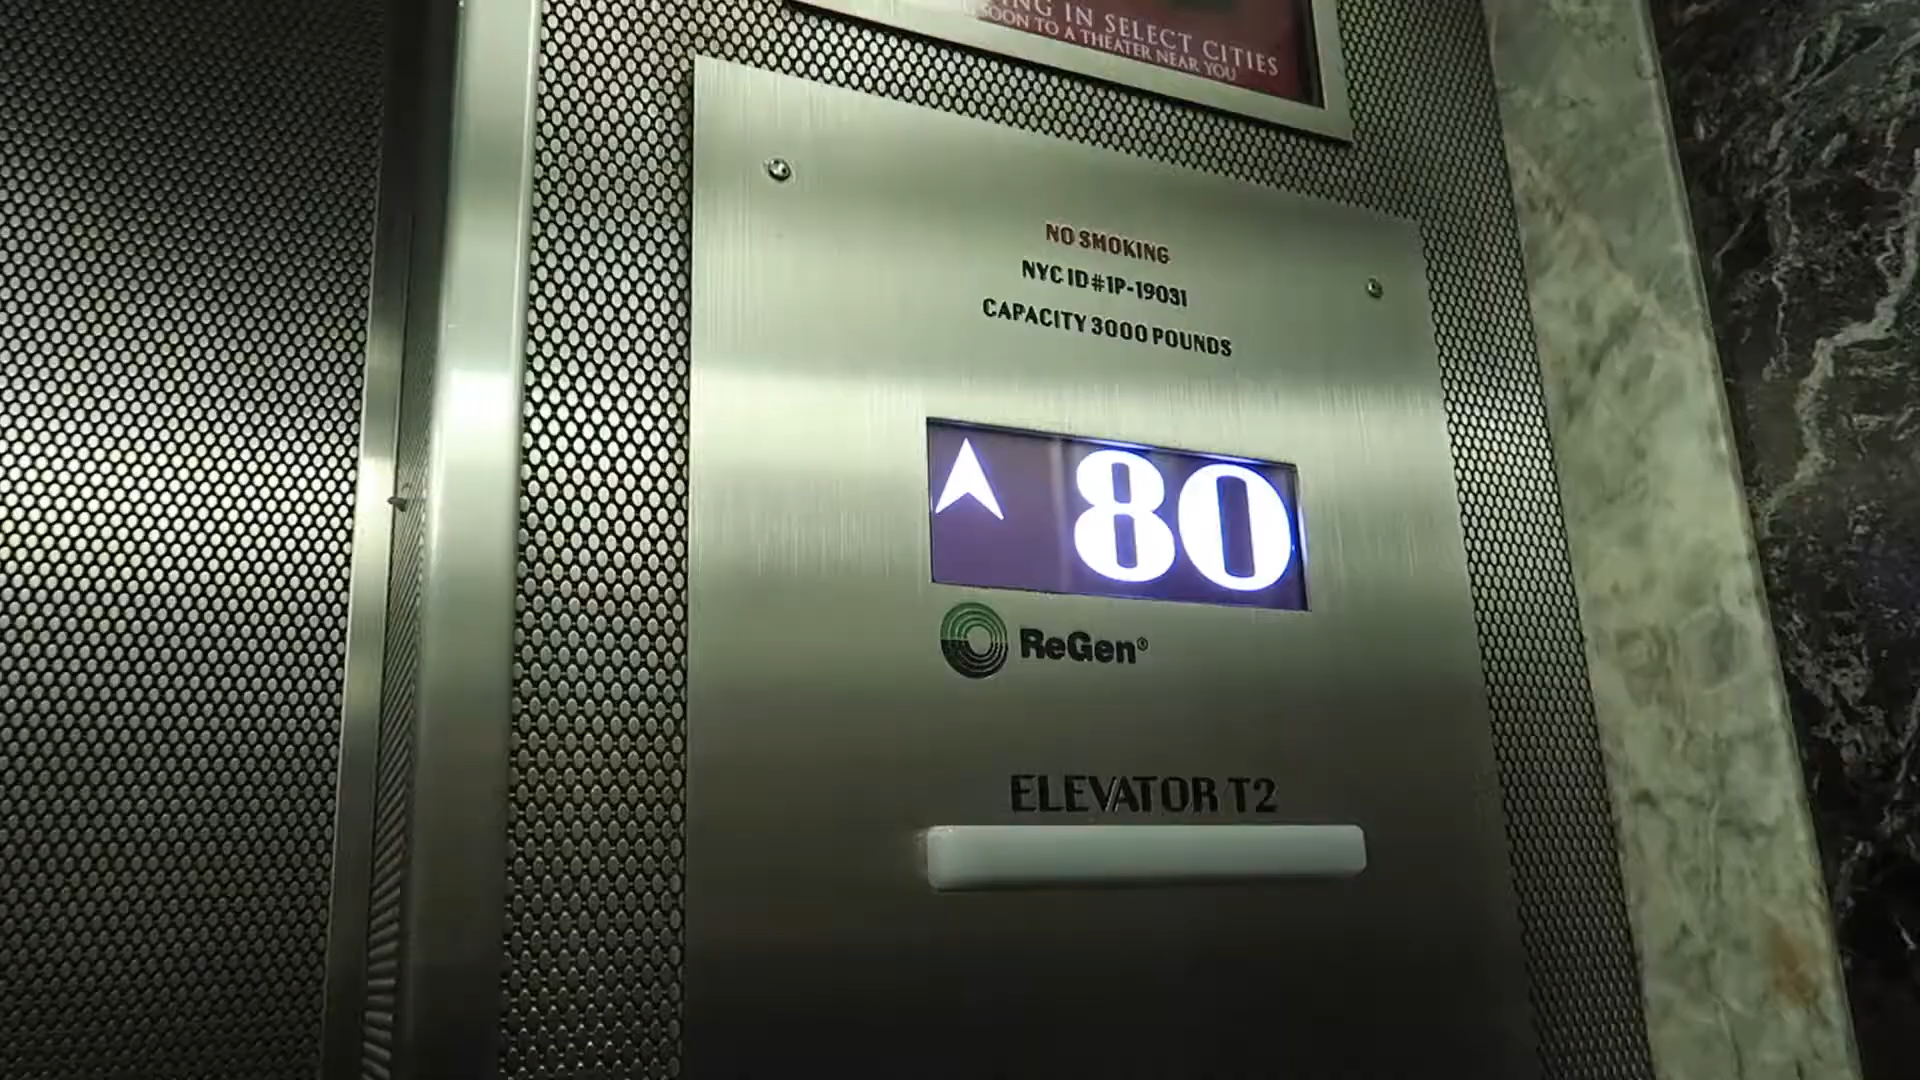 IN SELECT CITIES
SOON TO A THEATER NEAR YOU
NO SMOKING
NYC ID#1P-19031
CAPACITY 3000 POUNDS
80
ReGen®
ELEVATOR T2